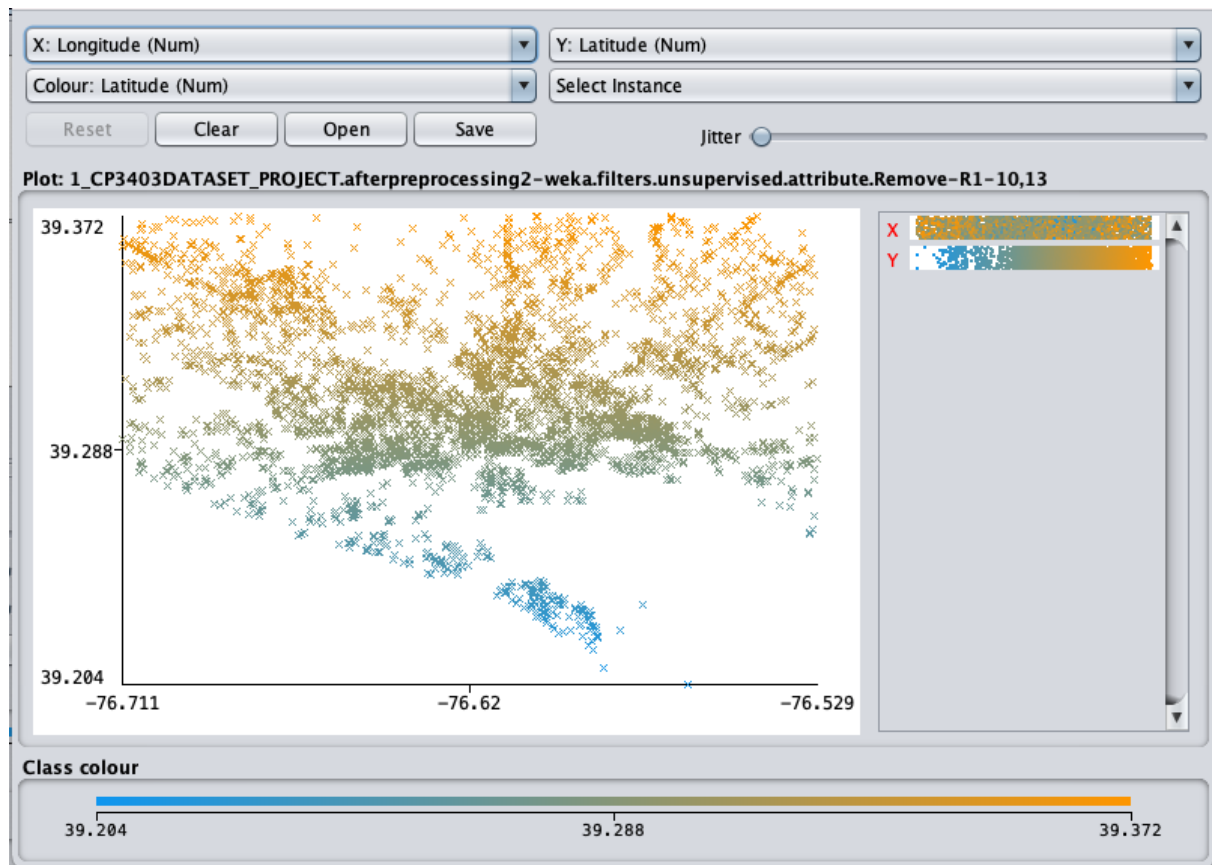 X: Longitude (Num) Y: Latitude (Num)
Colour: Latitude (Num) Select Instance
Reset Clear Open Save Jitter
Plot: 1_CP3403DATASET_PROJECT.afterpreprocessing2-weka.filters.unsupervised.attribute.Remove-R1-10,13
39.372
39.288
39.204
-76.711 -76.62 -76.529
X
Y
Class colour
39.204 39.288 39.372